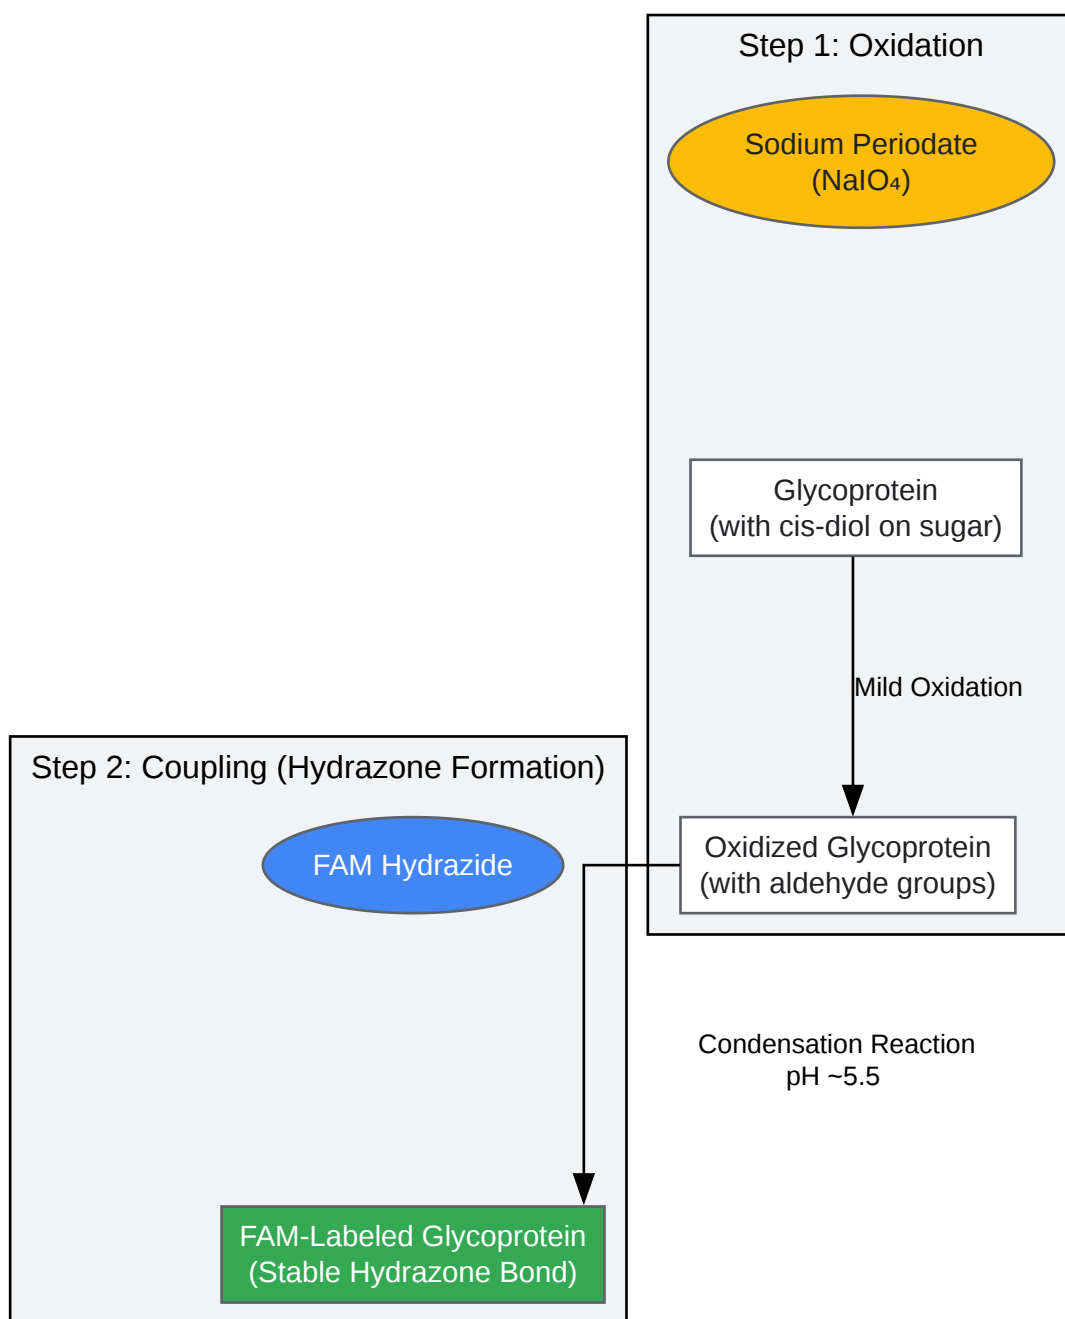 Step 1: Oxidation
Sodium Periodate
(NaIO₄)
Glycoprotein
(with cis-diol on sugar)
Mild Oxidation
Oxidized Glycoprotein
(with aldehyde groups)
Step 2: Coupling (Hydrazone Formation)
FAM Hydrazide
Condensation Reaction
pH ~5.5
FAM-Labeled Glycoprotein
(Stable Hydrazone Bond)